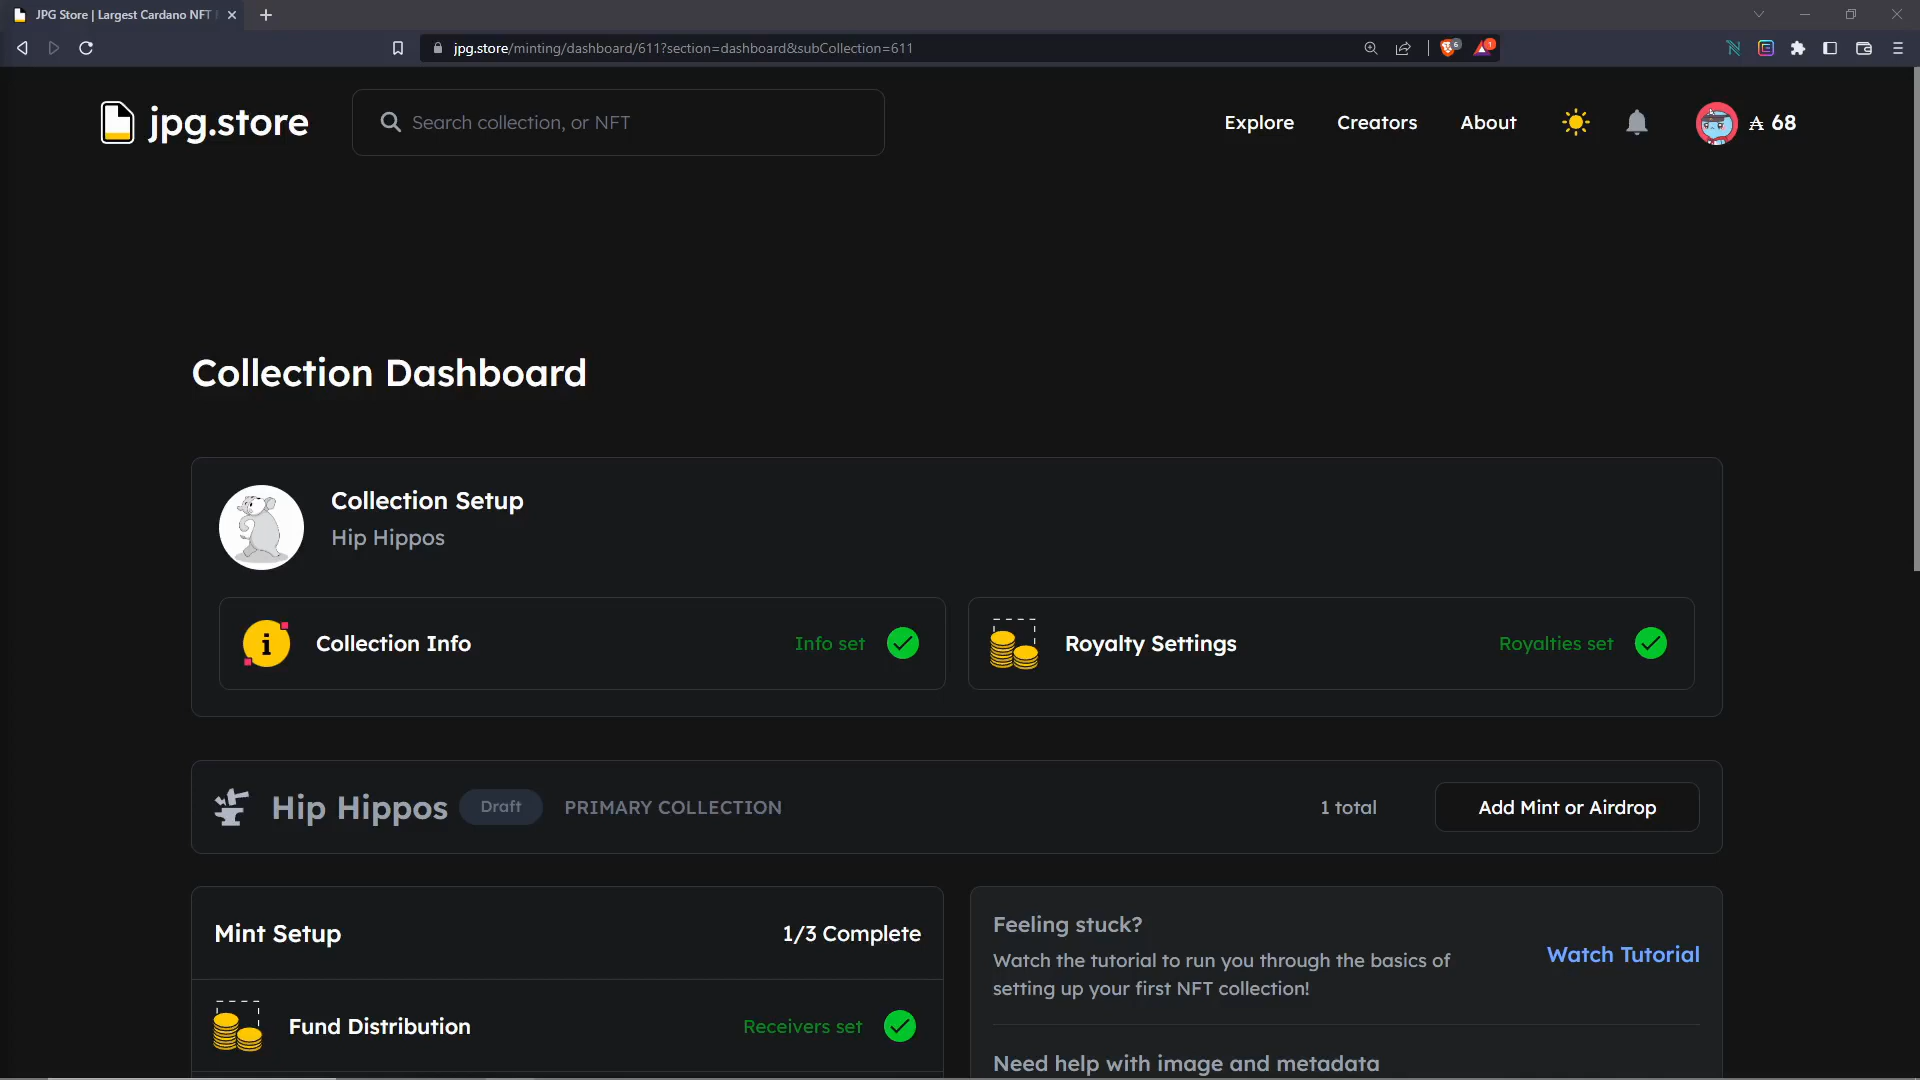 JPG Store | Largest Cardano NFT
jpg.store/minting/dashboard/611?section=dashboard&subCollection=611
6
1
jpg.store
Search collection, or NFT
Explore
Creators
About
₳ 68
Collection Dashboard
Collection Setup
Hip Hippos
Collection Info
Info set
Royalty Settings
Royalties set
Hip Hippos
Draft
PRIMARY COLLECTION
1 total
Add Mint or Airdrop
Mint Setup
1/3 Complete
Fund Distribution
Receivers set
Feeling stuck?
Watch the tutorial to run you through the basics of
setting up your first NFT collection!
Watch Tutorial
Need help with image and metadata